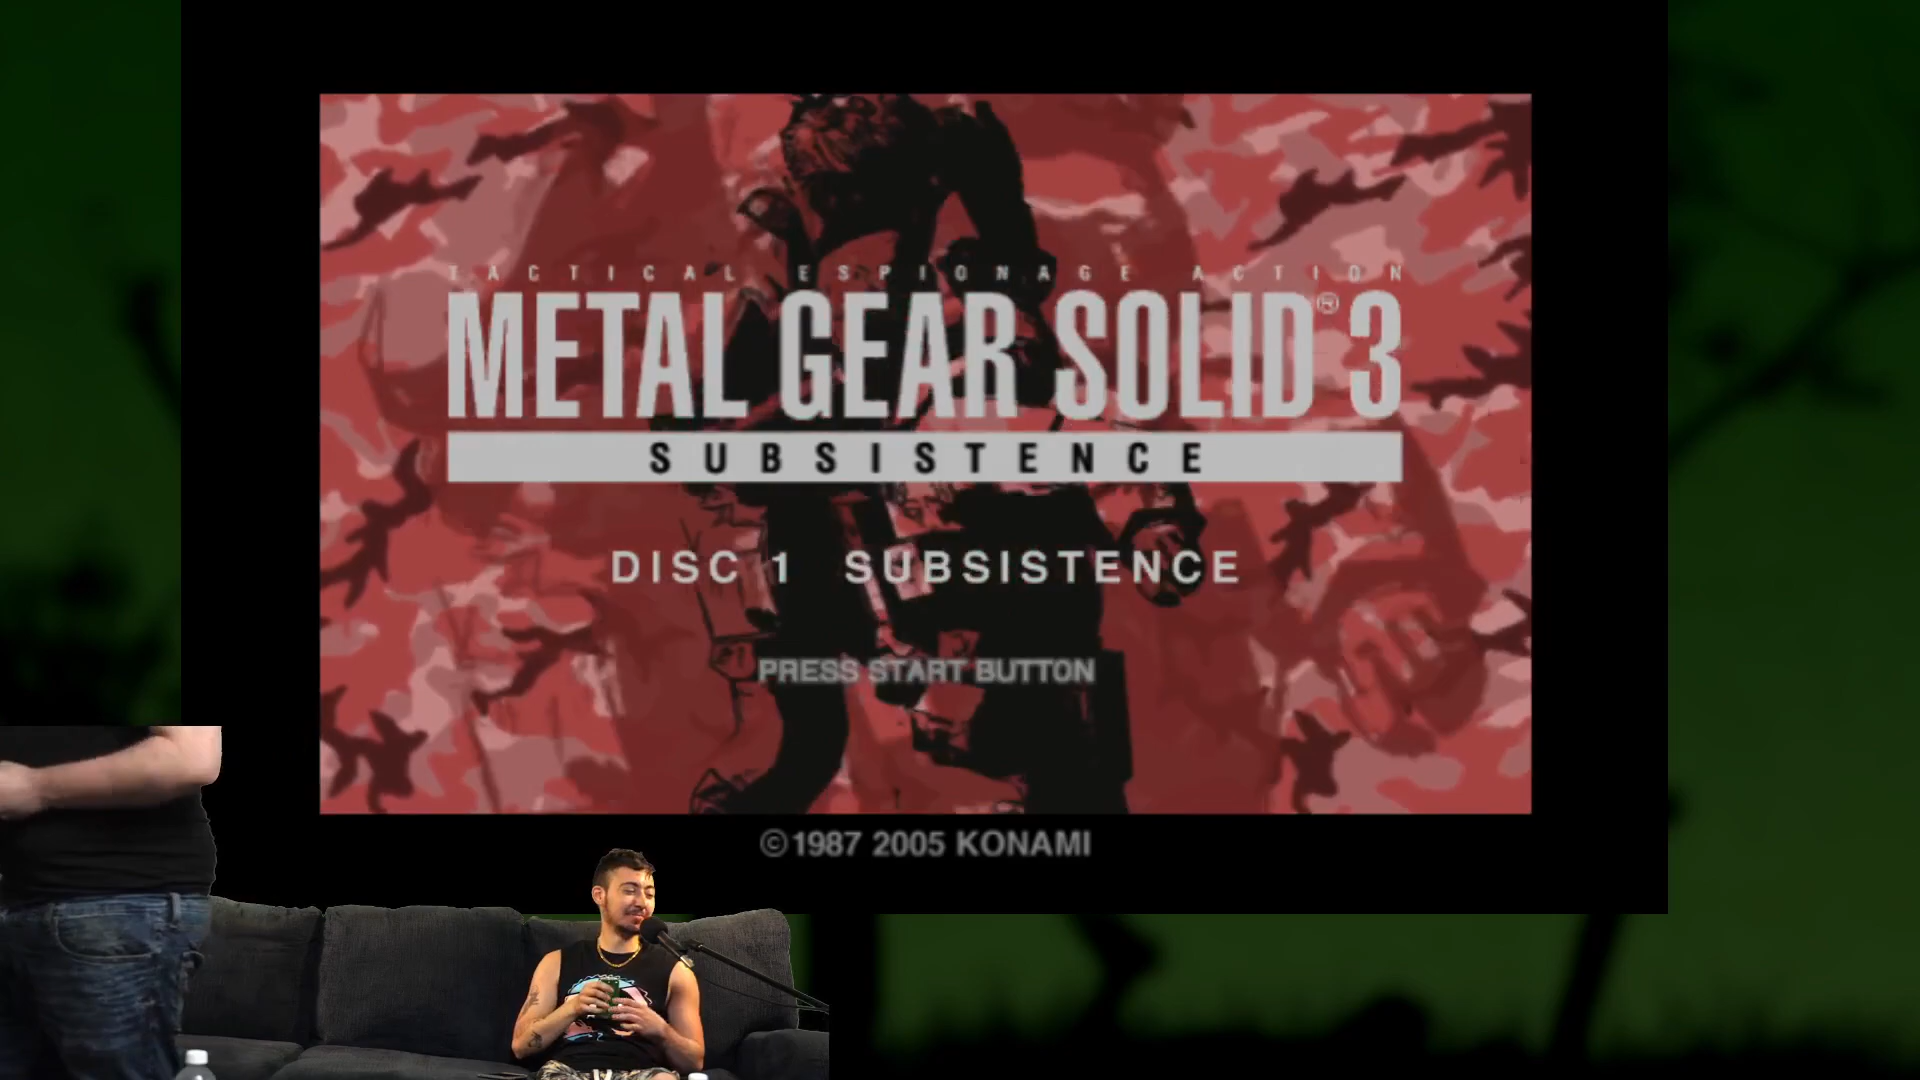 TACTICAL ESPIONAGE ACTION
METAL GEAR SOLID® 3
SUBSISTENCE
DISC 1 SUBSISTENCE
PRESS START BUTTON
©1987 2005 KONAMI